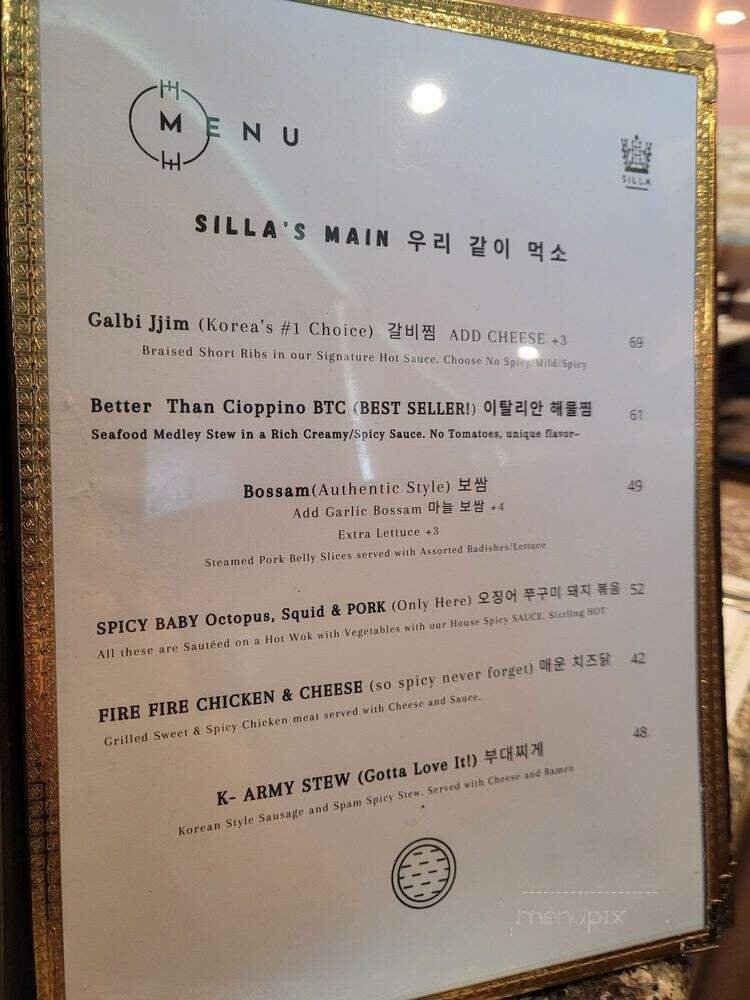 MENU
SILLA
SILLA'S MAIN 우리 같이 먹소
Galbi Jjim (Korea's #1 Choice) 갈비찜 ADD CHEESE +3 69
Braised Short Ribs in our Signature Hot Sauce. Choose No Spicy/Mild/Spicy
Better Than Cioppino BTC (BEST SELLER!) 이탈리안 해물찜 61
Seafood Medley Stew in a Rich Creamy/Spicy Sauce. No Tomatoes, unique flavor~
Bossam(Authentic Style) 보쌈 49
Add Garlic Bossam 마늘 보쌈 +4
Extra Lettuce +3
Steamed Pork Belly Slices served with Assorted Radishes/Lettuce
SPICY BABY Octopus, Squid & PORK (Only Here) 오징어 쭈구미 돼지 볶음 52
All these are Sautéed on a Hot Wok with Vegetables with our House Spicy SAUCE. Sizzling HOT
FIRE FIRE CHICKEN & CHEESE (so spicy never forget) 매운 치즈닭 42
Grilled Sweet & Spicy Chicken meat served with Cheese and Sauce.
K- ARMY STEW (Gotta Love It!) 부대찌게 48
Korean Style Sausage and Spam Spicy Stew. Served with Cheese and Ramen
menupix